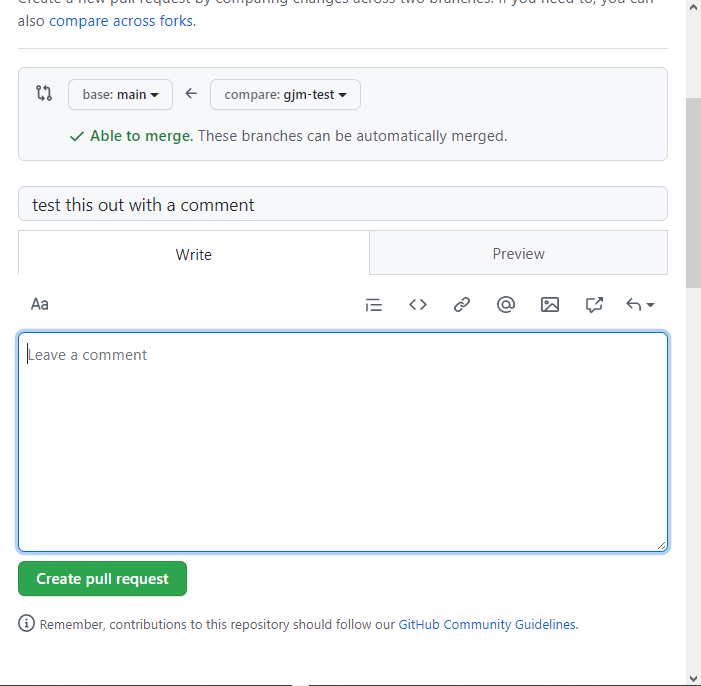 Create a new pull request by comparing changes across two branches. If you need to, you can
also compare across forks.
base: main compare: gjm-test
Able to merge. These branches can be automatically merged.
test this out with a comment
Write Preview
Aa
Leave a comment
Create pull request
Remember, contributions to this repository should follow our GitHub Community Guidelines.